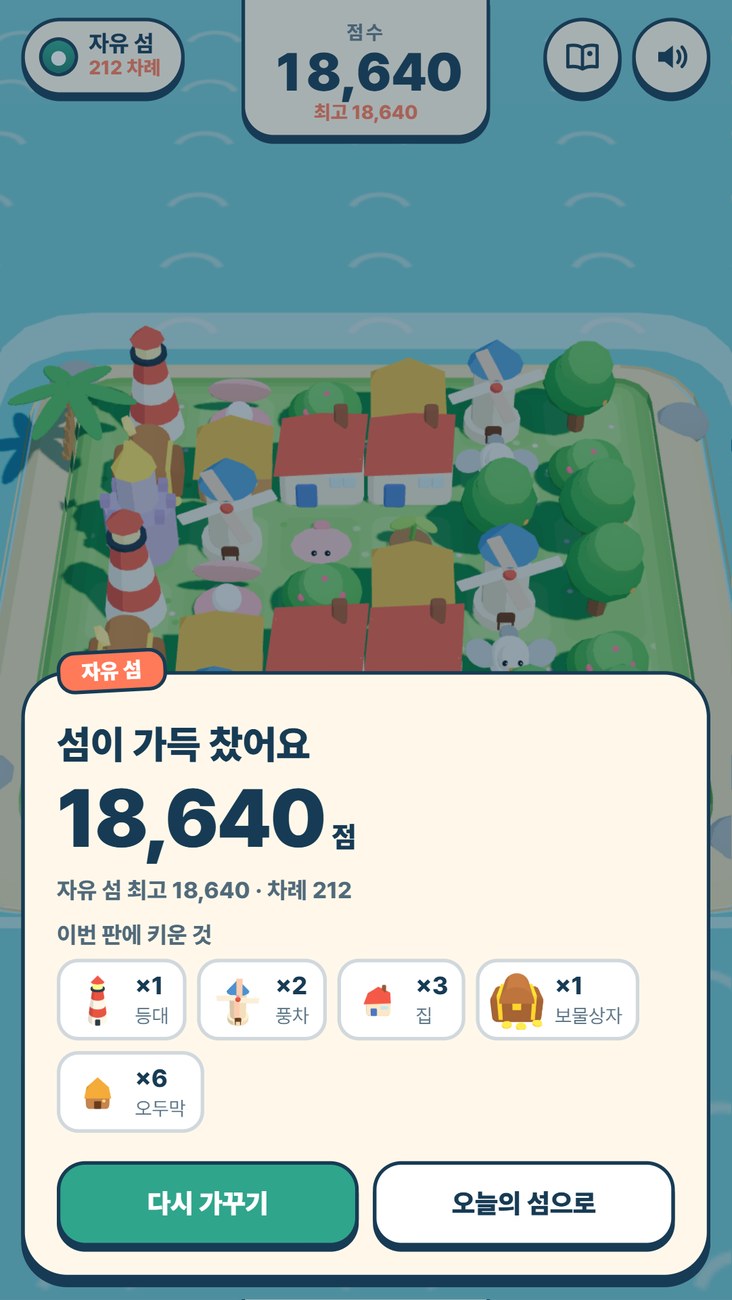 자유 섬
212 차례
점수
18,640
최고 18,640
자유 섬
섬이 가득 찼어요
18,640 점
자유 섬 최고 18,640 · 차례 212
이번 판에 키운 것
×1
등대
×2
풍차
×3
집
×1
보물상자
×6
오두막
다시 가꾸기
오늘의 섬으로